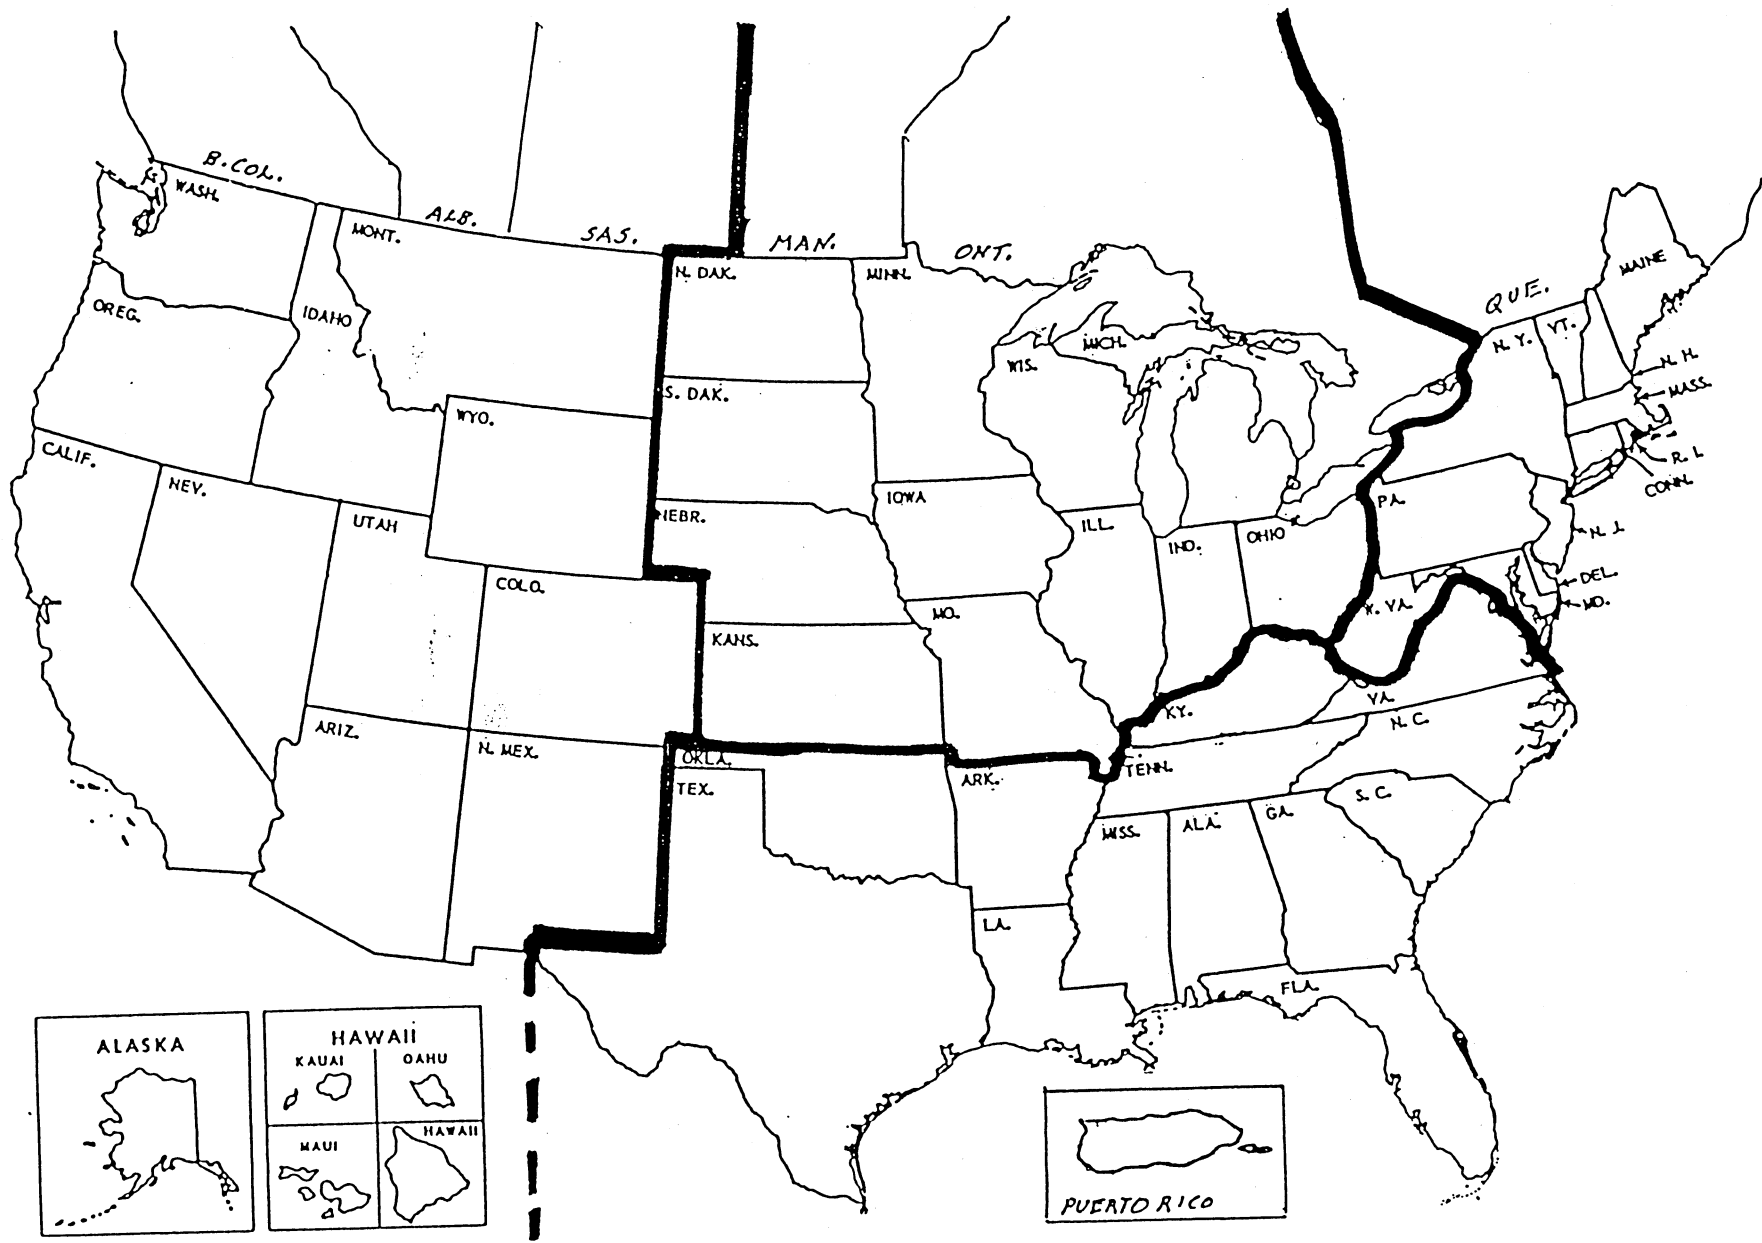 B.COL.
WASH.
ALB.
MONT.
SAS.
MAN.
ONT.
QUE.
MAINE
N. DAK.
MINN.
OREG.
IDAHO
N.Y.
VT.
N. H.
MASS.
MICH.
WIS.
S. DAK.
WYO.
CALIF.
NEV.
UTAH
NEBR.
IOWA
ILL.
IND.
OHIO
PA.
R. I.
CONN.
N. J.
DEL.
MD.
COLO.
KANS.
MO.
W. VA.
KY.
VA.
N. C.
ARIZ.
N. MEX.
OKLA.
TEX.
ARK.
TENN.
S. C.
MISS.
ALA.
GA.
LA.
FLA.
ALASKA
HAWAII
KAUAI
OAHU
MAUI
HAWAII
PUERTO RICO